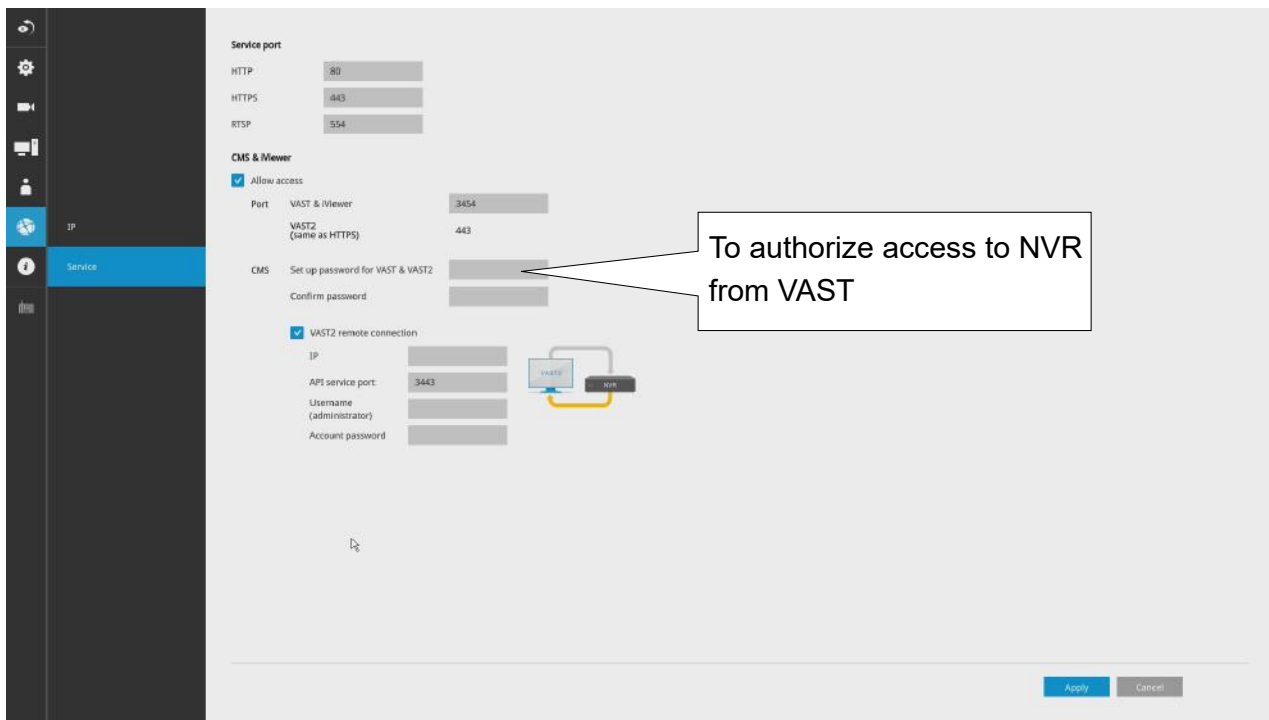 Service port
HTTP 80
HTTPS 443
RTSP 554
CMS & iViewer
Allow access
Port VAST & iViewer 3454
VAST2
(same as HTTPS) 443
To authorize access to NVR
from VAST
IP
Service
CMS Set up password for VAST & VAST2
Confirm password
VAST2 remote connection
IP
API service port 3443
Username
(administrator)
Account password
VAST2
NVR
Apply Cancel